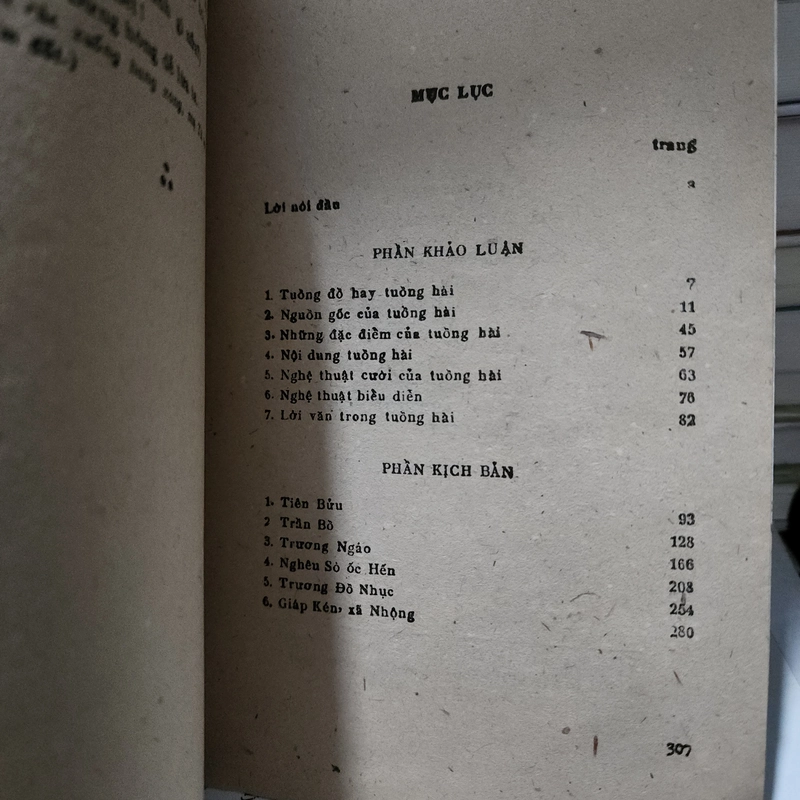 MỤC LỤC
trang
Lời nói đầu
PHẦN KHẢO LUẬN
1. Tuồng đồ hay tuồng hài 7
2. Nguồn gốc của tuồng hài 11
3. Những đặc điểm của tuồng hài 45
4. Nội dung tuồng hài 57
5. Nghệ thuật cười của tuồng hài 63
6. Nghệ thuật biểu diễn 76
7. Lời văn trong tuồng hài 82
PHẦN KỊCH BẢN
1. Tiên Bửu
2 Trần Bồ 93
3. Trương Ngáo 128
4. Nghêu Sò ốc Hến 166
5. Trương Đồ Nhục 208
6. Giáp Kén, xã Nhộng 254
280
307